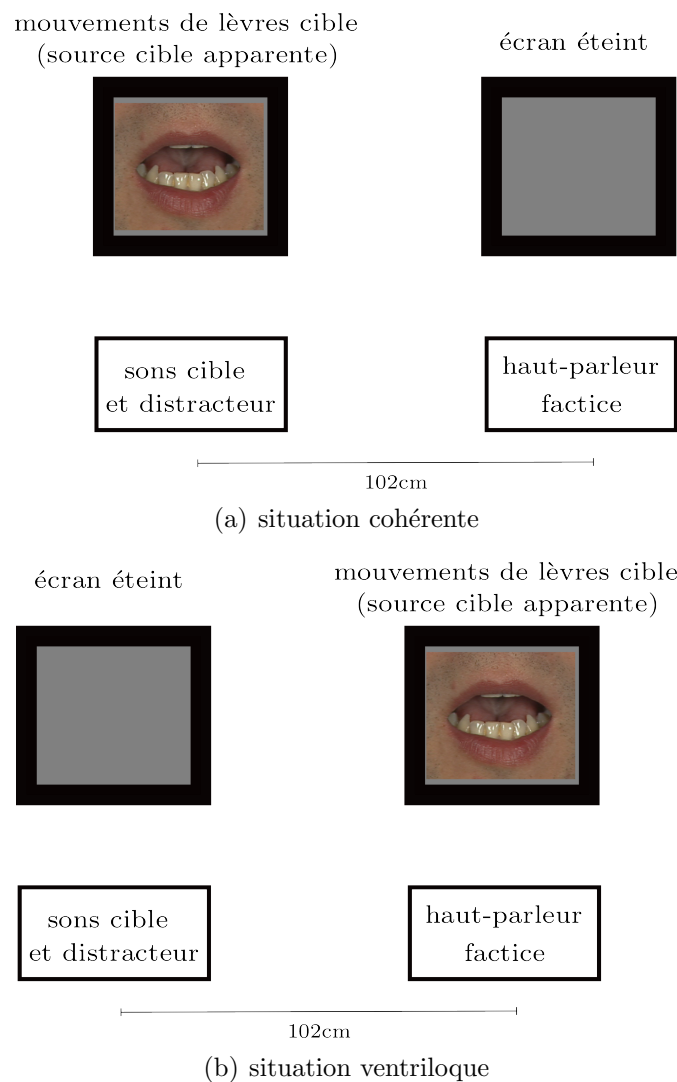 mouvements de lèvres cible
(source cible apparente)
écran éteint
sons cible
et distracteur
haut-parleur
factice
102cm
(a) situation cohérente
écran éteint
mouvements de lèvres cible
(source cible apparente)
sons cible
et distracteur
haut-parleur
factice
102cm
(b) situation ventriloque